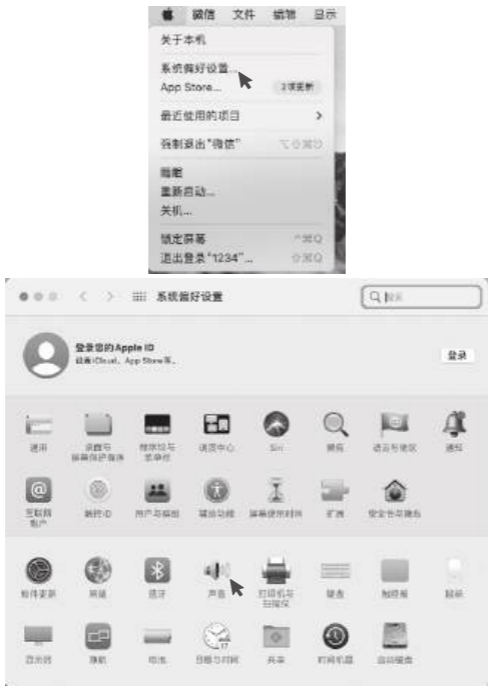 微信 文件 编辑 显示
关于本机
系统偏好设置...
App Store... 2项更新
最近使用的项目
强制退出“微信” ⌥⇧⌘⎋
睡眠
重新启动...
关机...
锁定屏幕 ^⌘Q
退出登录“1234”... ⇧⌘Q
系统偏好设置 搜索
登录您的Apple ID
设置 iCloud、App Store 等。
登录
通用 桌面与屏幕保护程序 程序坞与菜单栏 调度中心 Siri 聚焦 语言与地区 通知
互联网帐户 触控 ID 用户与群组 辅助功能 屏幕使用时间 扩展 安全性与隐私
软件更新 网络 蓝牙 声音 打印机与扫描仪 键盘 触控板 鼠标
显示器 随航 电池 日期与时间 共享 时间机器 启动磁盘